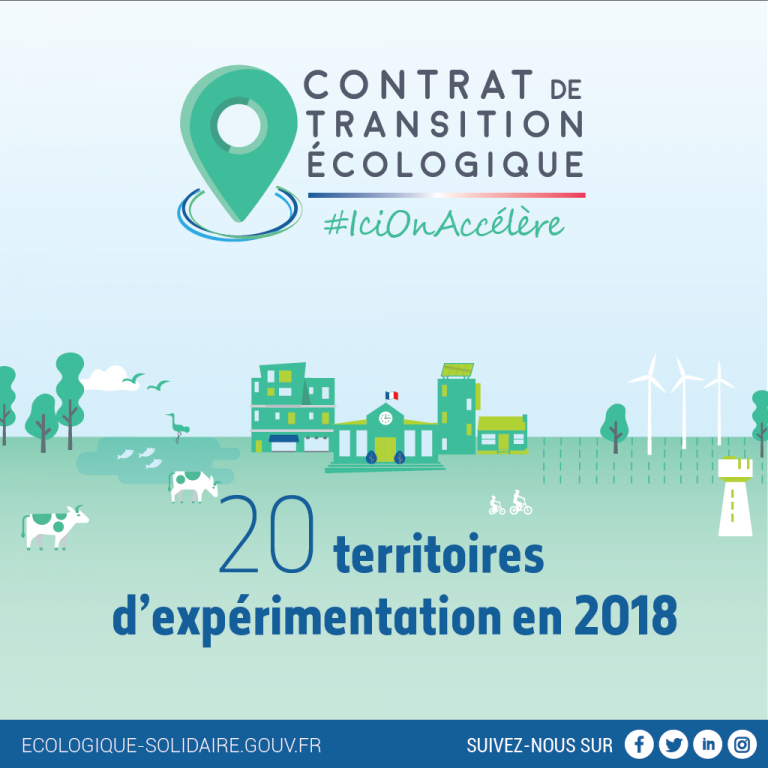 CONTRAT DE
TRANSITION
ÉCOLOGIQUE
#IciOnAccélère
20 territoires
d'expérimentation en 2018
ECOLOGIQUE-SOLIDAIRE.GOUV.FR
SUIVEZ-NOUS SUR